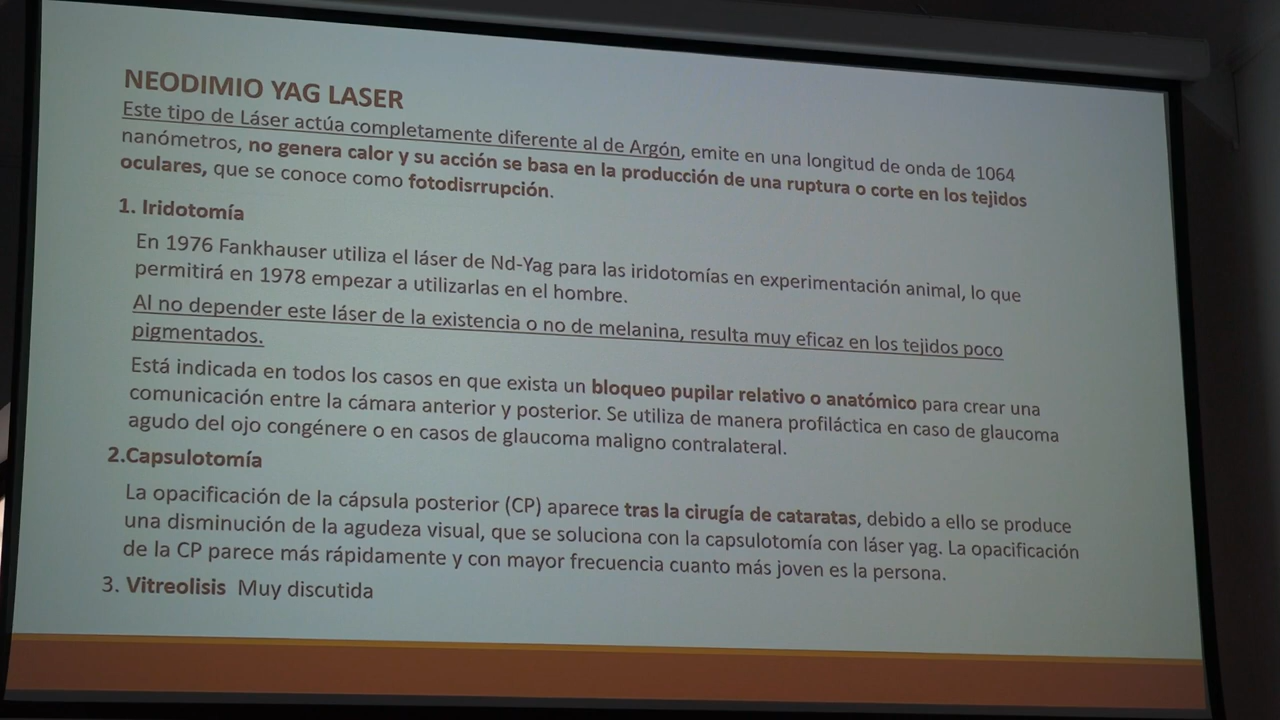 NEODIMIO YAG LASER
Este tipo de Láser actúa completamente diferente al de Argón, emite en una longitud de onda de 1064
nanómetros, no genera calor y su acción se basa en la producción de una ruptura o corte en los tejidos
oculares, que se conoce como fotodisrrupción.
1. Iridotomía
En 1976 Fankhauser utiliza el láser de Nd-Yag para las iridotomías en experimentación animal, lo que
permitirá en 1978 empezar a utilizarlas en el hombre.
Al no depender este láser de la existencia o no de melanina, resulta muy eficaz en los tejidos poco
pigmentados.
Está indicada en todos los casos en que exista un bloqueo pupilar relativo o anatómico para crear una
comunicación entre la cámara anterior y posterior. Se utiliza de manera profiláctica en caso de glaucoma
agudo del ojo congénere o en casos de glaucoma maligno contralateral.
2.Capsulotomía
La opacificación de la cápsula posterior (CP) aparece tras la cirugía de cataratas, debido a ello se produce
una disminución de la agudeza visual, que se soluciona con la capsulotomía con láser yag. La opacificación
de la CP parece más rápidamente y con mayor frecuencia cuanto más joven es la persona.
3. Vitreolisis Muy discutida